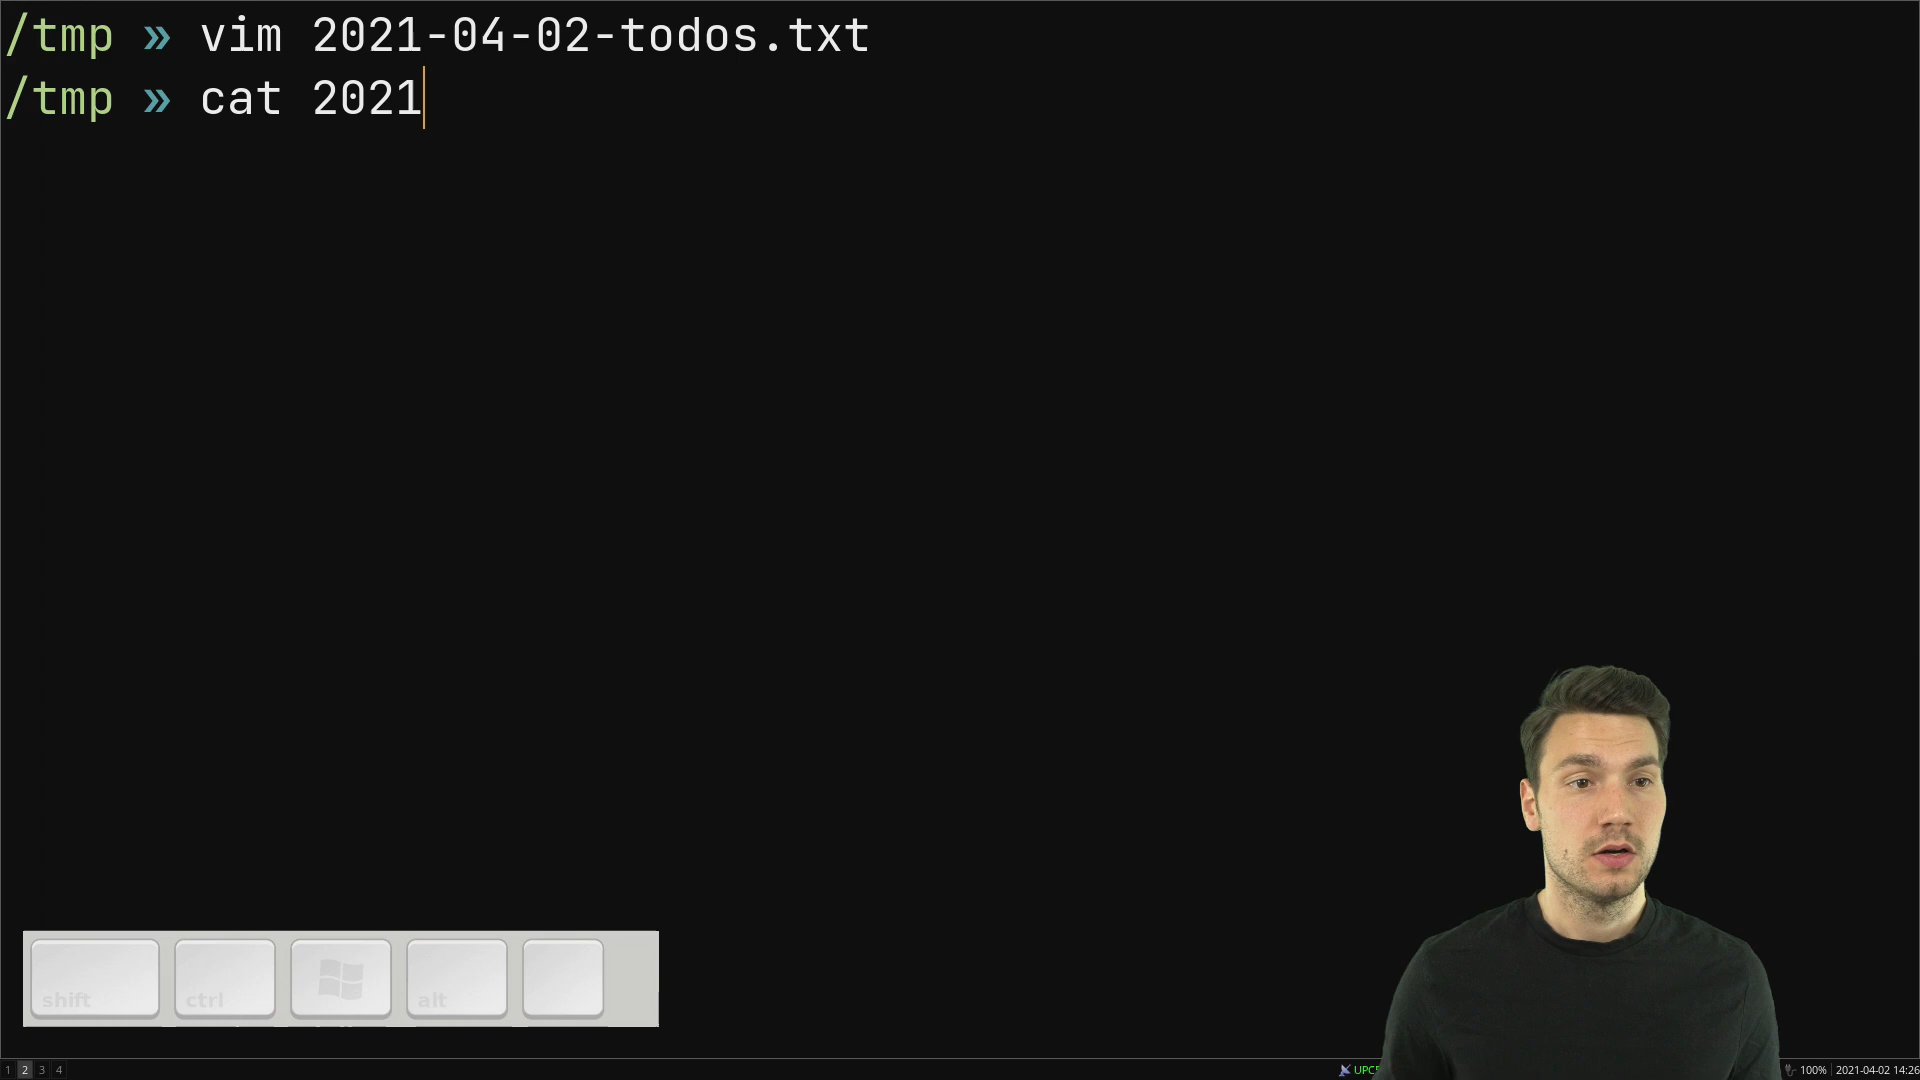 /tmp » vim 2021-04-02-todos.txt
/tmp » cat 2021
shift ctrl alt
1 2 3 4
100% 2021-04-02 14:26